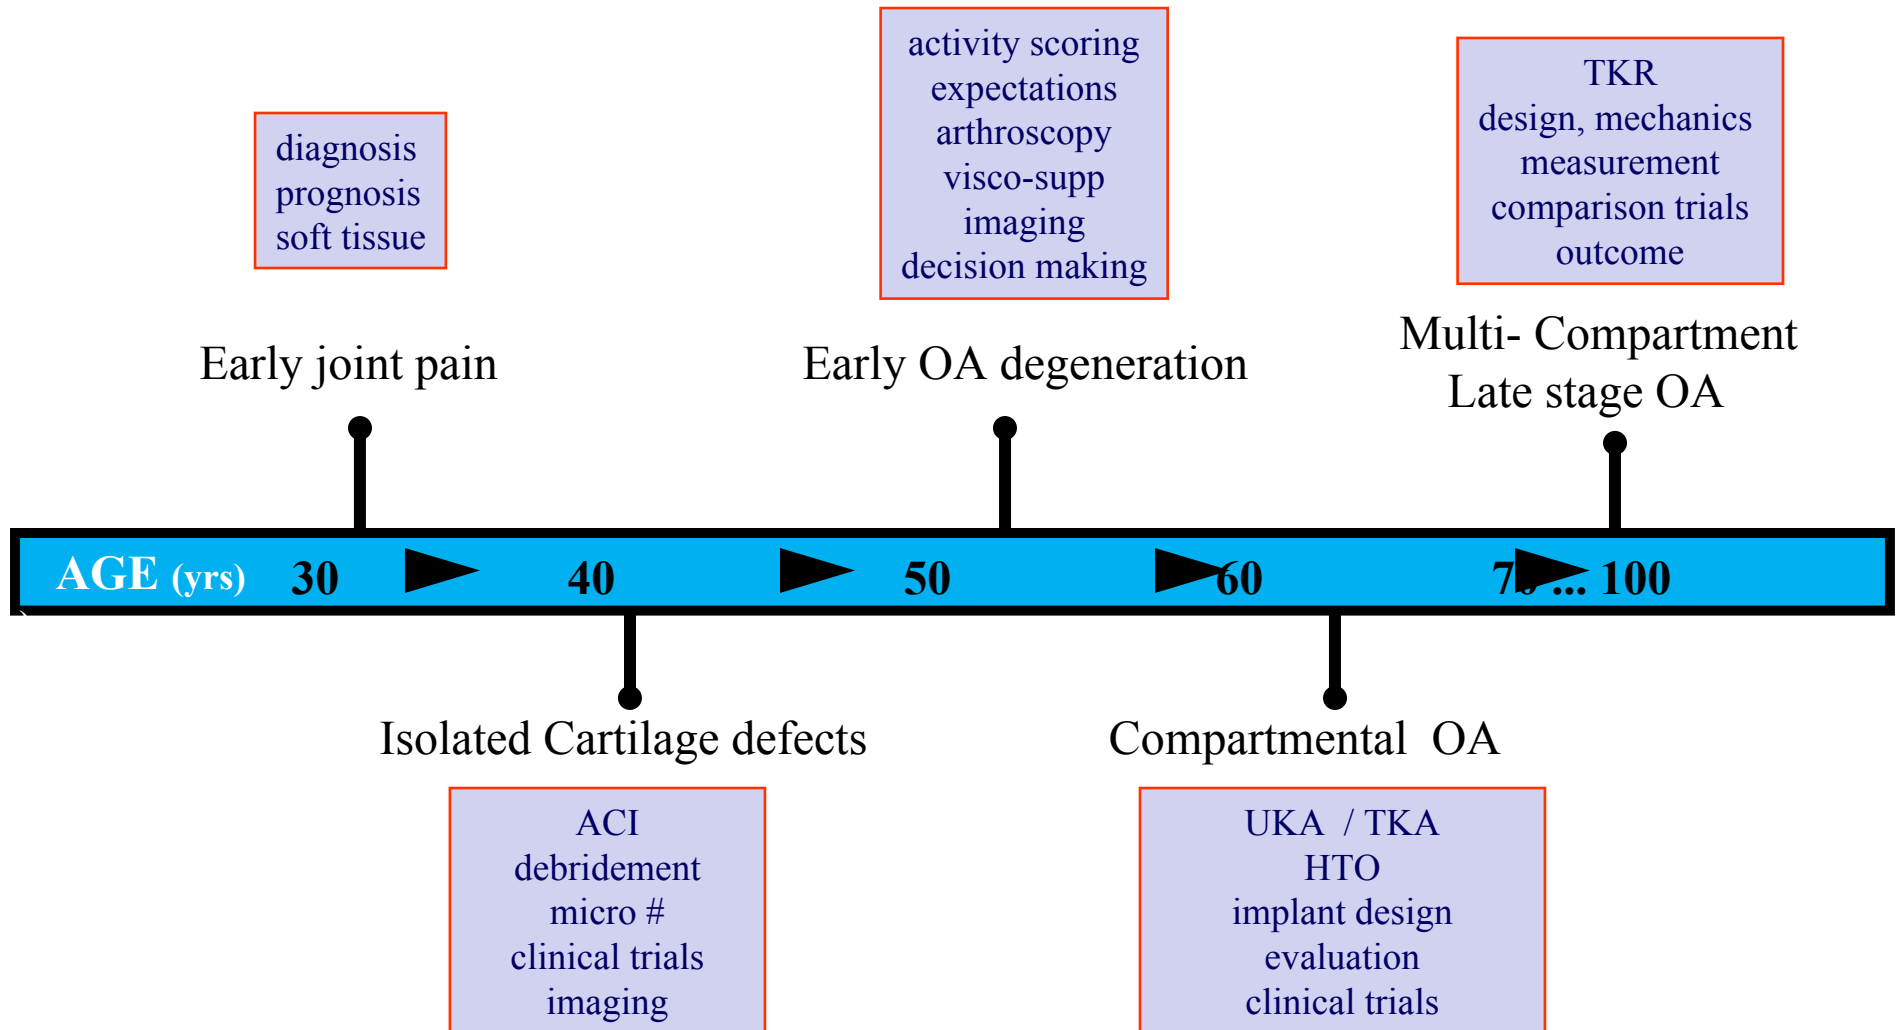 diagnosis
prognosis
soft tissue
Early joint pain
activity scoring
expectations
arthroscopy
visco-supp
imaging
decision making
Early OA degeneration
TKR
design, mechanics
measurement
comparison trials
outcome
Multi- Compartment
Late stage OA
AGE (yrs) 30 40 50 60 70 ... 100
Isolated Cartilage defects
ACI
debridement
micro #
clinical trials
imaging
Compartmental OA
UKA / TKA
HTO
implant design
evaluation
clinical trials